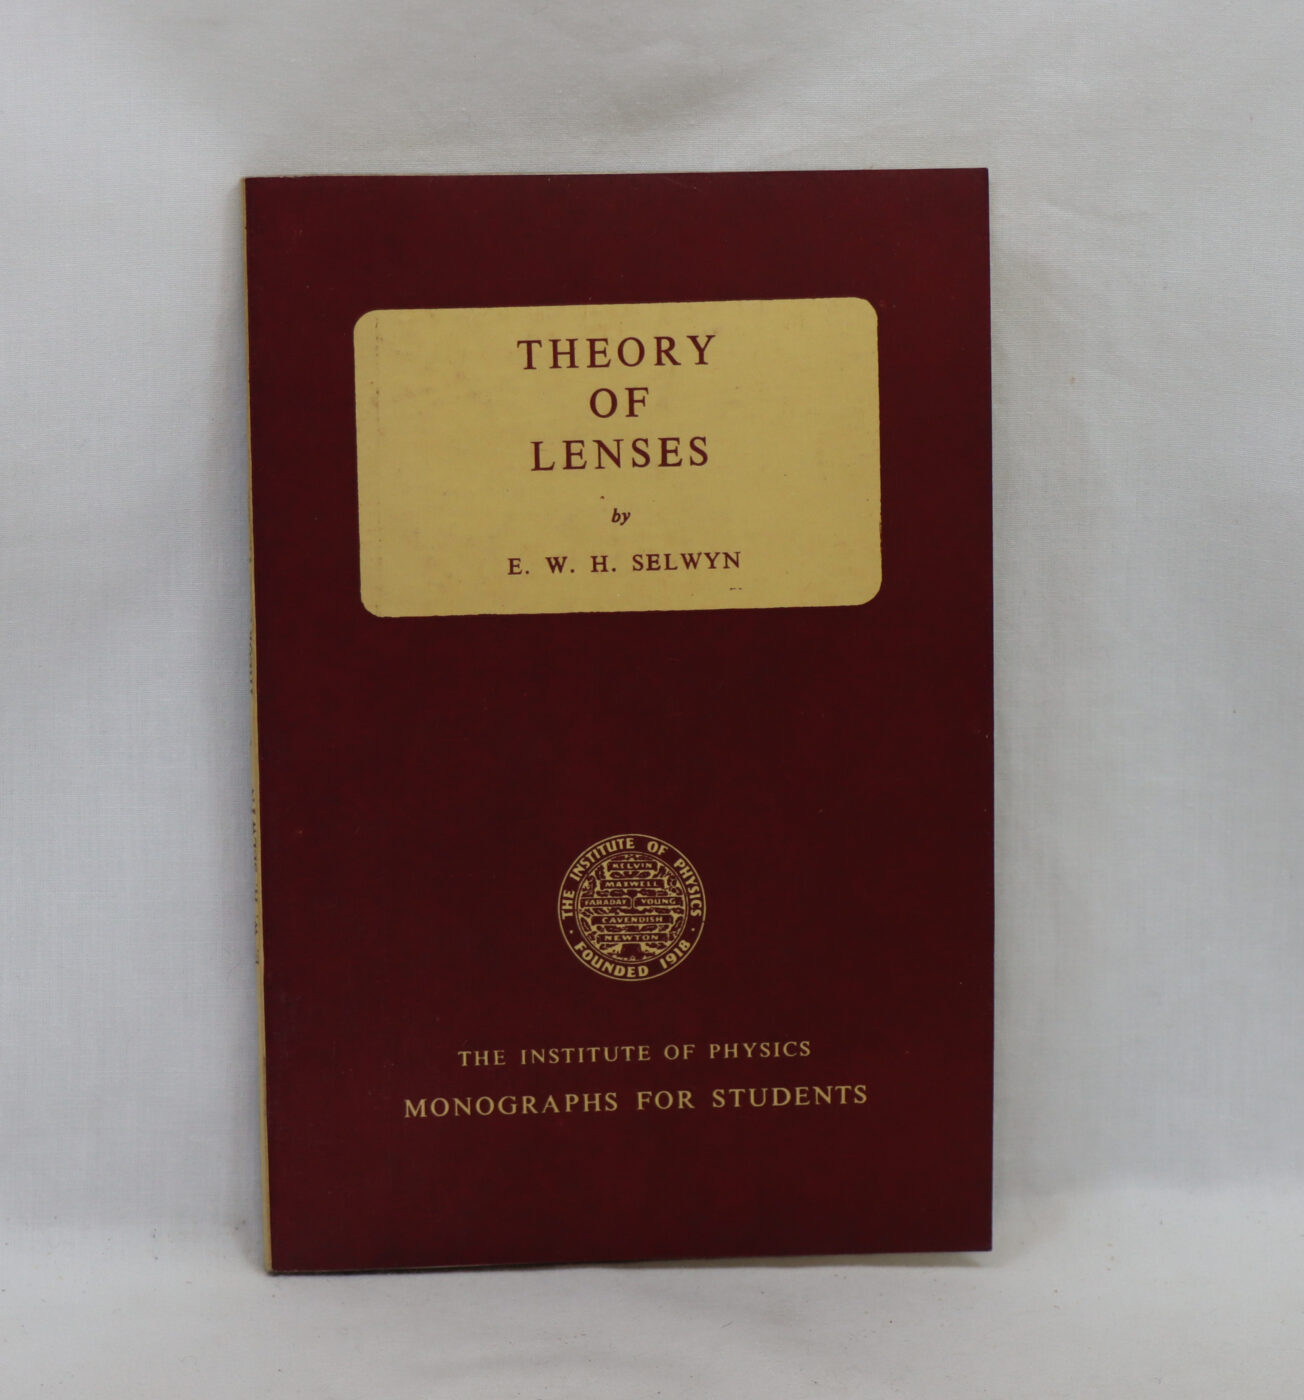 THEORY
OF
LENSES
by
E. W. H. SELWYN
THE INSTITUTE OF PHYSICS
KELVIN
MAXWELL
FARADAY YOUNG
CAVENDISH
NEWTON
· FOUNDED 1918 ·
THE INSTITUTE OF PHYSICS
MONOGRAPHS FOR STUDENTS